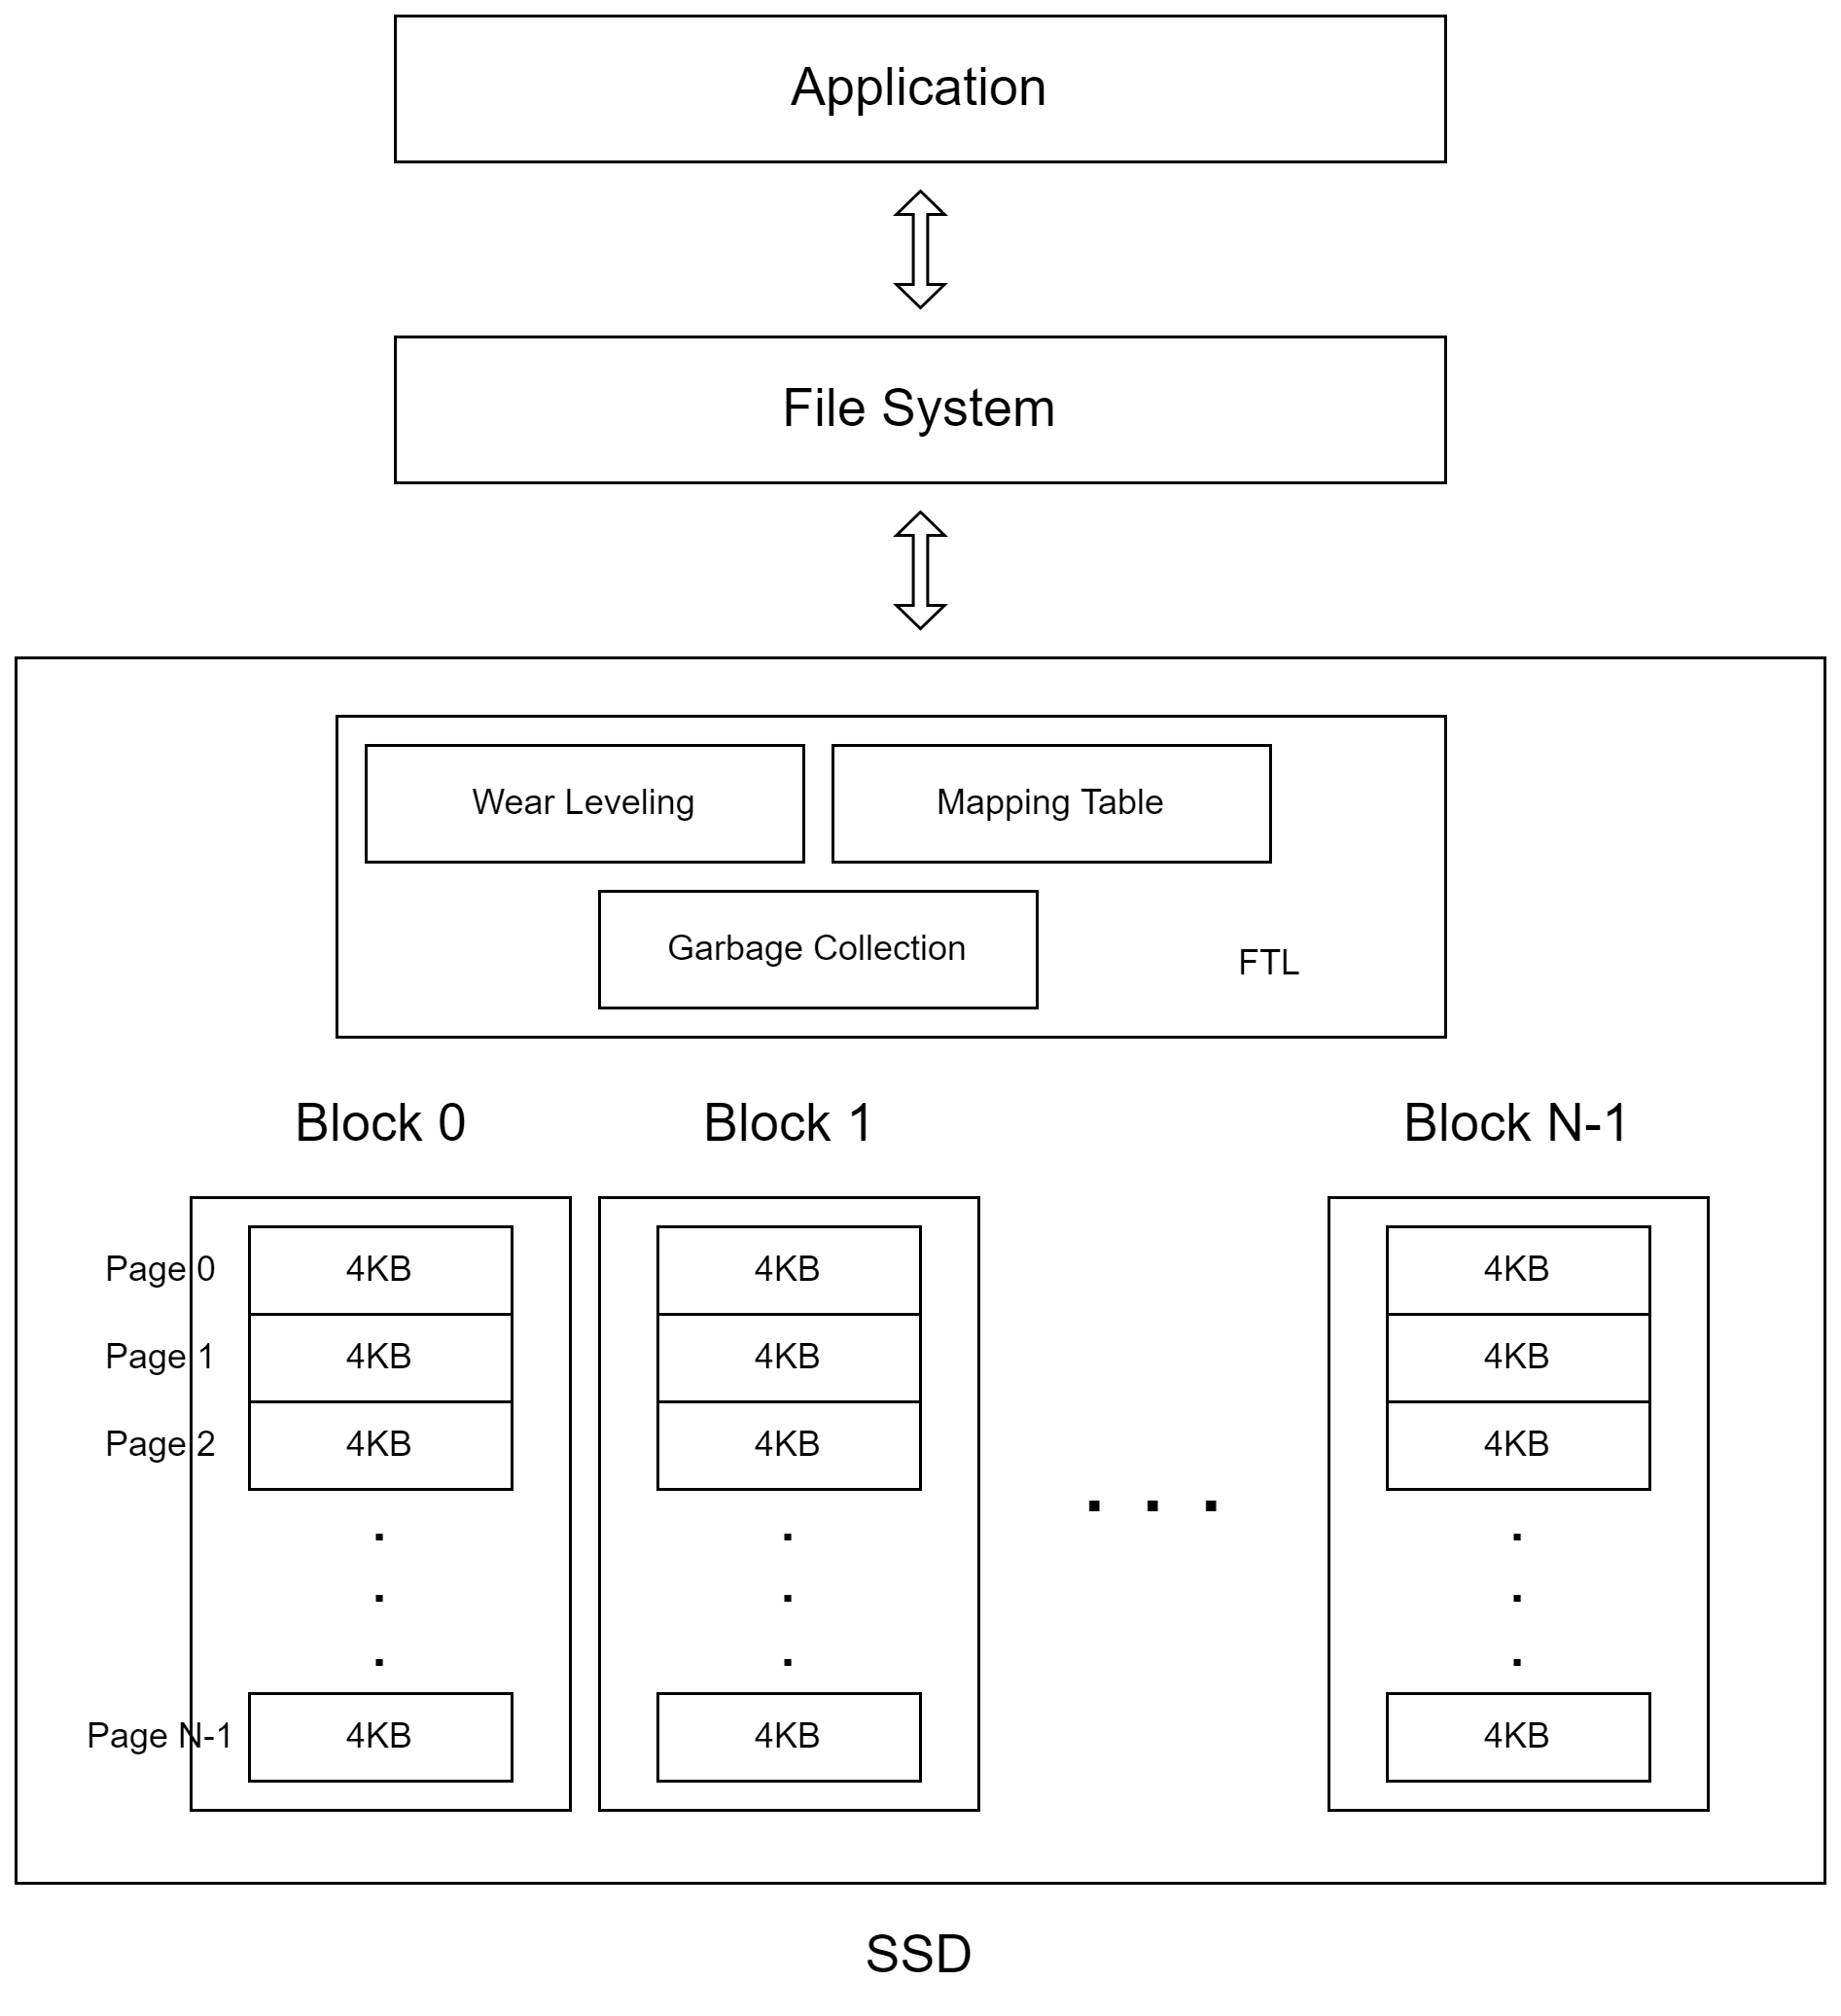 Application
File System
Wear Leveling
Mapping Table
Garbage Collection
FTL
Block 0
Block 1
Block N-1
Page 0
4KB
4KB
4KB
Page 1
4KB
4KB
4KB
Page 2
4KB
4KB
4KB
. . .
Page N-1
4KB
4KB
4KB
SSD